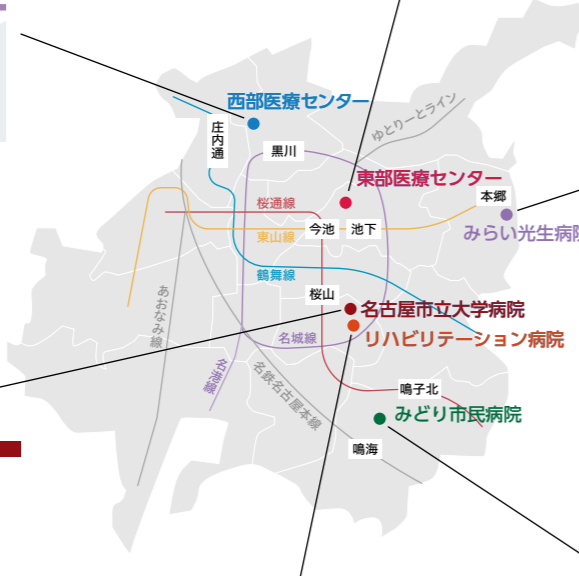 西部医療センター
ゆとりーとライン
庄内通
黒川
東部医療センター
本郷
桜通線
みらい光生病院
東山線
今池
池下
鶴舞線
あおなみ線
桜山
名古屋市立大学病院
名城線
リハビリテーション病院
名港線
名鉄名古屋本線
鳴子北
みどり市民病院
鳴海